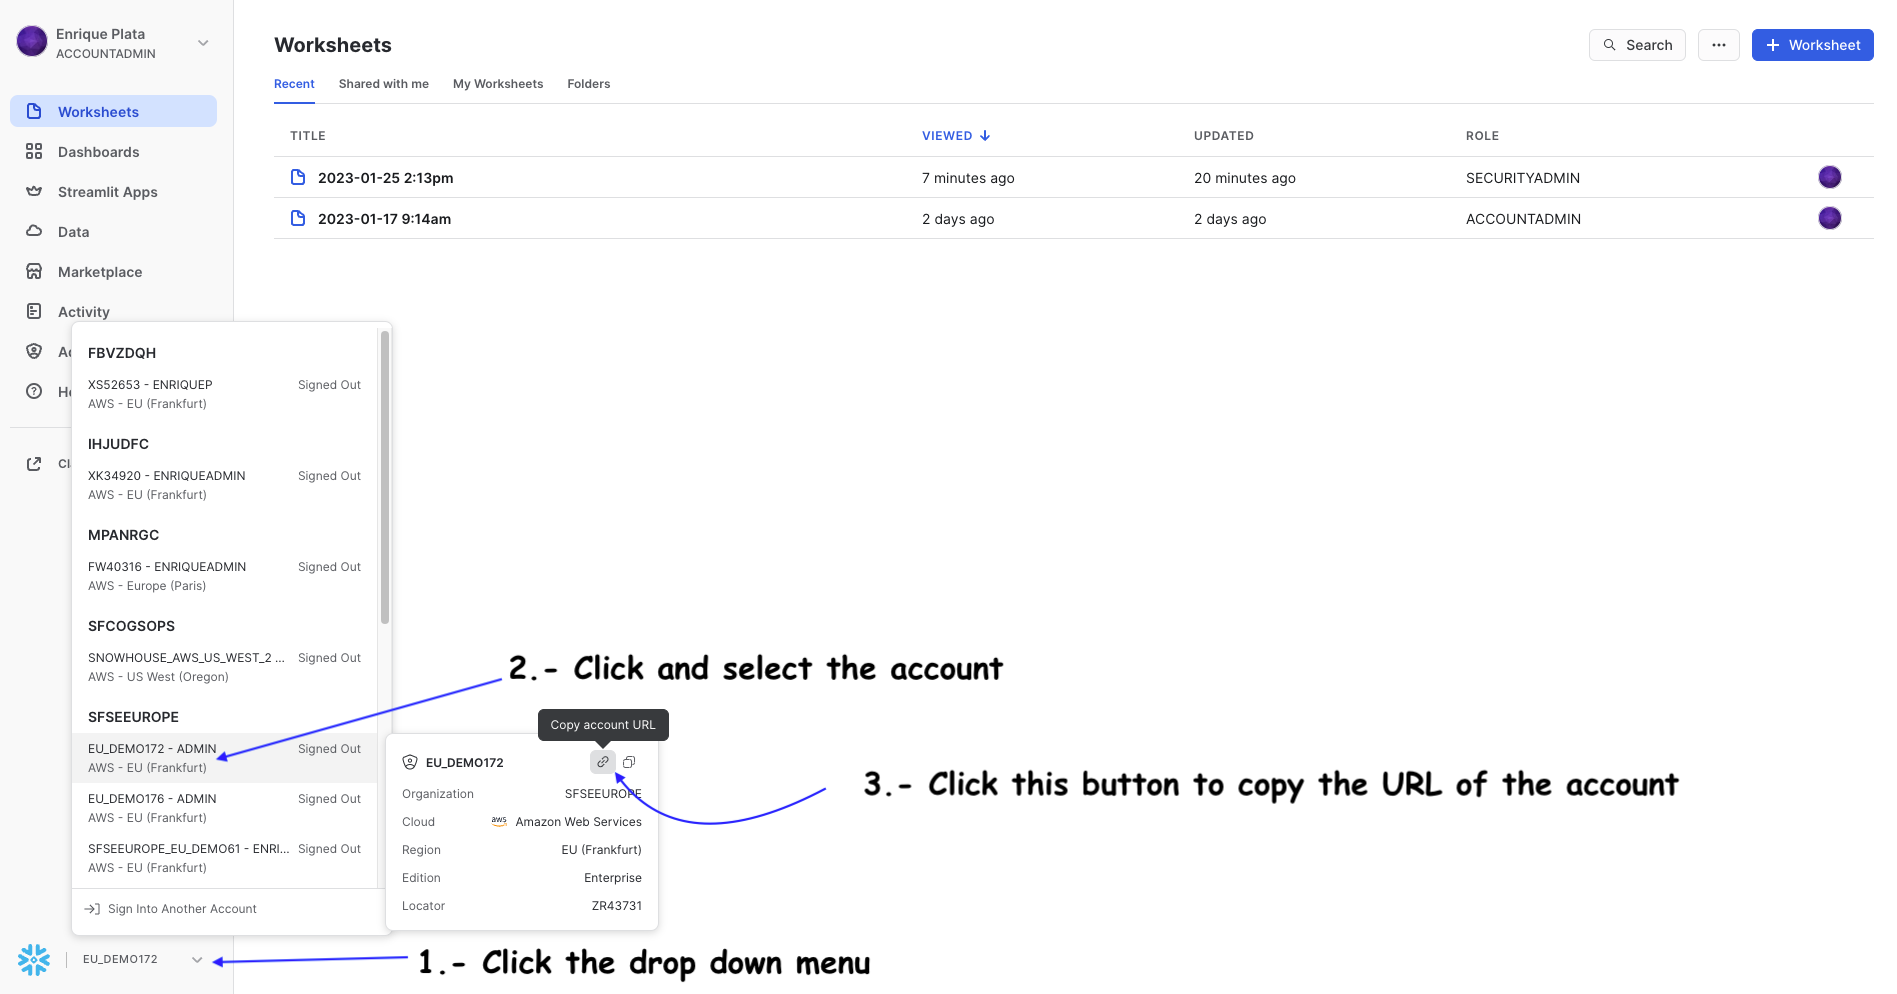 Enrique Plata
ACCOUNTADMIN
Worksheets
Dashboards
Streamlit Apps
Data
Marketplace
Activity
Worksheets
Search
Worksheet
Recent Shared with me My Worksheets Folders
TITLE VIEWED UPDATED ROLE
2023-01-25 2:13pm 7 minutes ago 20 minutes ago SECURITYADMIN
2023-01-17 9:14am 2 days ago 2 days ago ACCOUNTADMIN
FBVZDQH
XS52653 - ENRIQUEP Signed Out
AWS - EU (Frankfurt)
IHJUDFC
XK34920 - ENRIQUEADMIN Signed Out
AWS - EU (Frankfurt)
MPANRGC
FW40316 - ENRIQUEADMIN Signed Out
AWS - Europe (Paris)
SFCOGSOPS
SNOWHOUSE_AWS_US_WEST_2 ... Signed Out
AWS - US West (Oregon)
SFSEEUROPE
EU_DEMO172 - ADMIN Signed Out
AWS - EU (Frankfurt)
EU_DEMO176 - ADMIN Signed Out
AWS - EU (Frankfurt)
SFSEEUROPE_EU_DEMO61 - ENRI... Signed Out
AWS - EU (Frankfurt)
Sign Into Another Account
EU_DEMO172
2.- Click and select the account
Copy account URL
EU_DEMO172
Organization SFSEEUROPE
Cloud aws Amazon Web Services
Region EU (Frankfurt)
Edition Enterprise
Locator ZR43731
3.- Click this button to copy the URL of the account
1.- Click the drop down menu